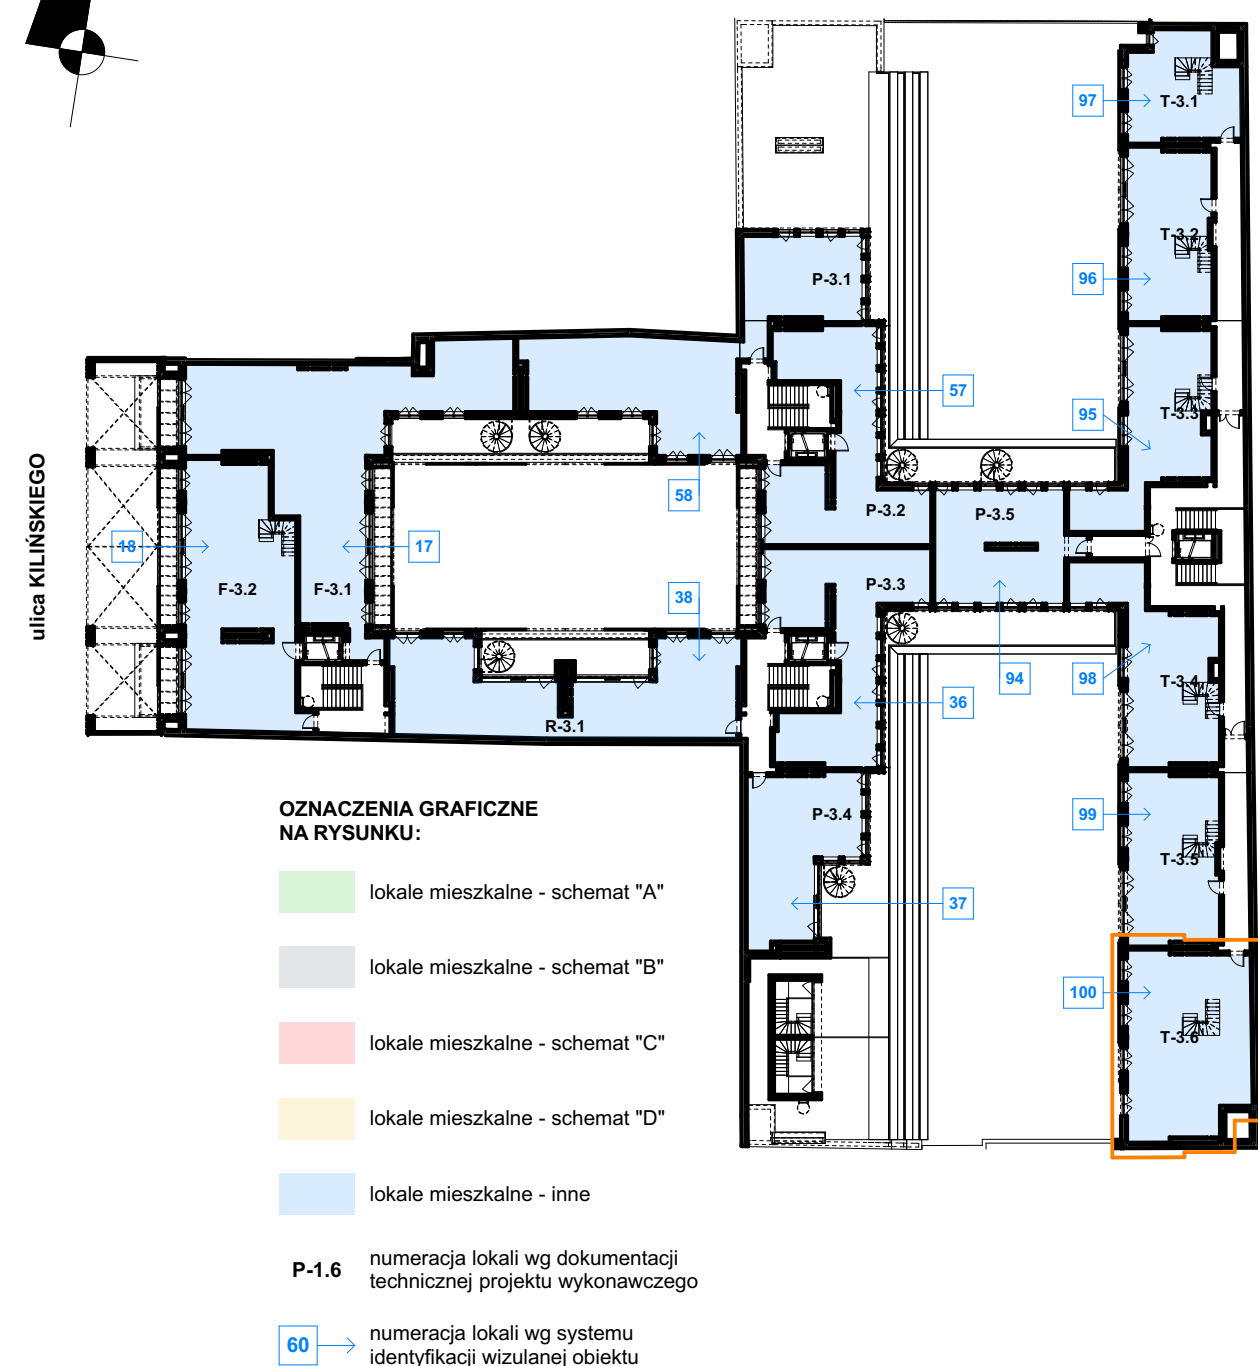 97
T-3.1
T-3.2
96
P-3.1
57
95
T-3.3
58
P-3.2
P-3.5
18
17
F-3.2
F-3.1
P-3.3
38
94
98
T-3.4
36
R-3.1
P-3.4
99
T-3.5
37
100
T-3.6
ulica KILIŃSKIEGO
OZNACZENIA GRAFICZNE
NA RYSUNKU:
lokale mieszkalne - schemat "A"
lokale mieszkalne - schemat "B"
lokale mieszkalne - schemat "C"
lokale mieszkalne - schemat "D"
lokale mieszkalne - inne
P-1.6 numeracja lokali wg dokumentacji
technicznej projektu wykonawczego
60 numeracja lokali wg systemu
identyfikacji wizulanej obiektu